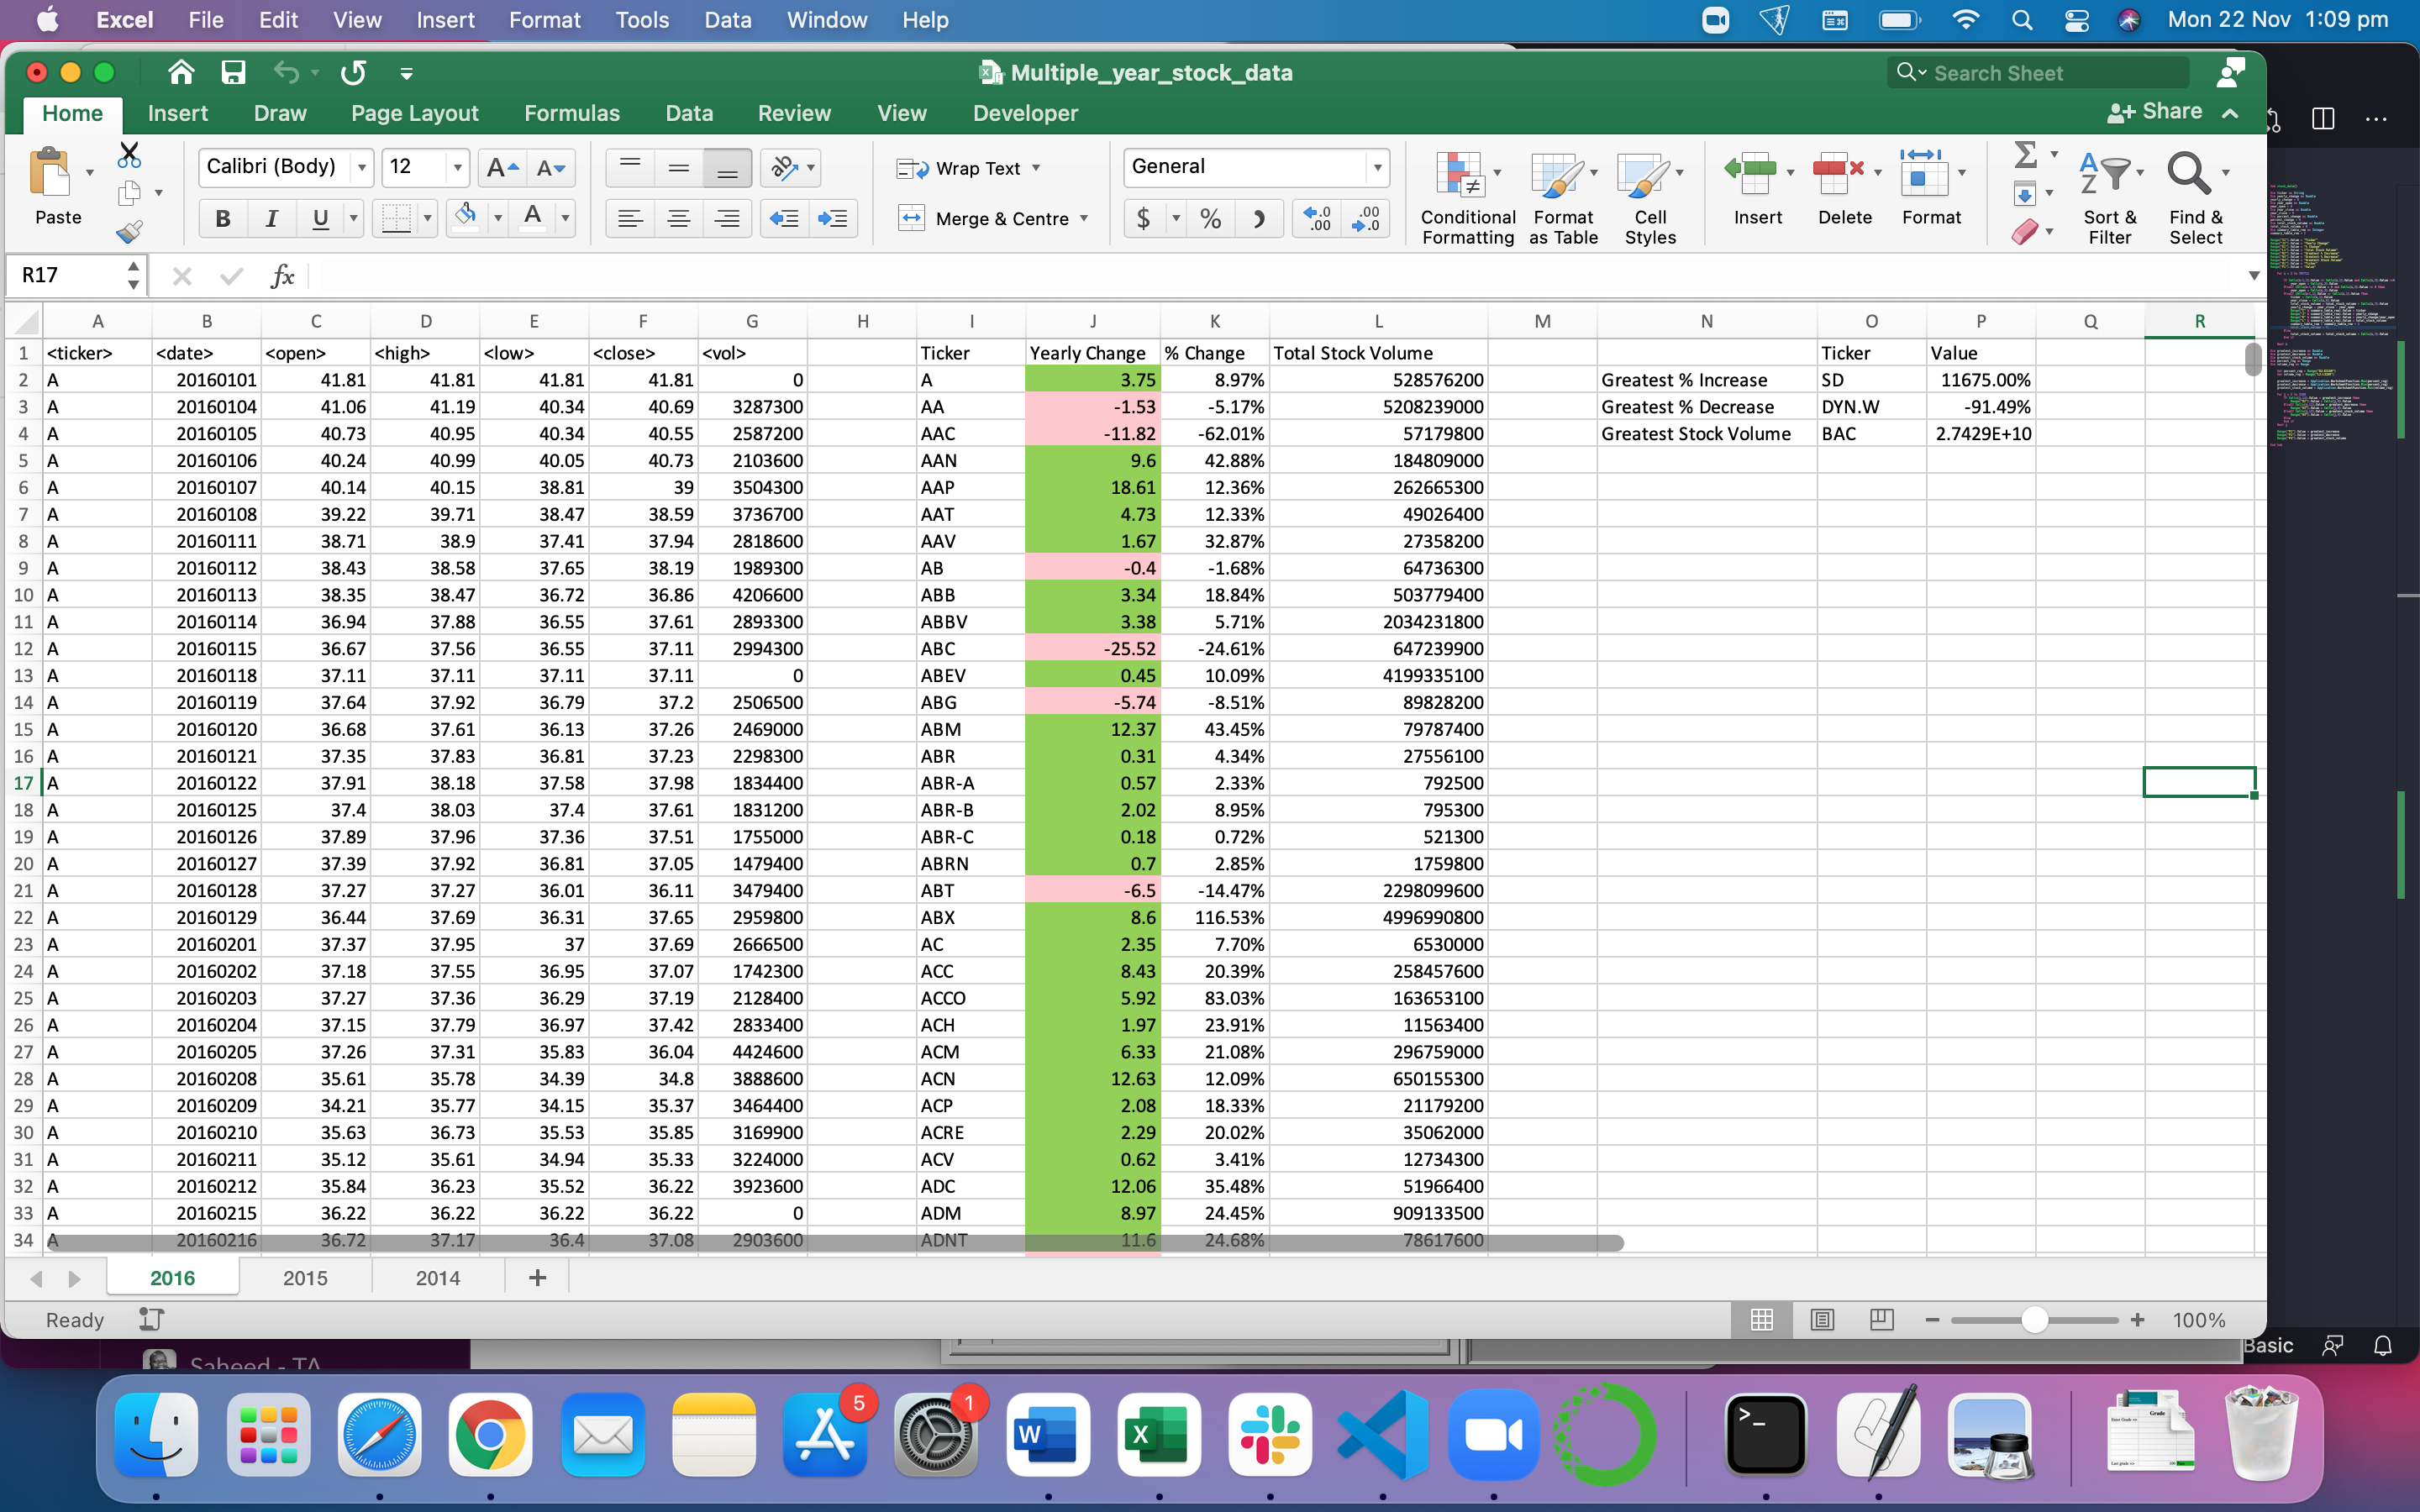 Excel File Edit View Insert Format Tools Data Window Help Mon 22 Nov 1:09 pm
Multiple_year_stock_data Search Sheet
Home Insert Draw Page Layout Formulas Data Review View Developer Share
Paste Calibri (Body) 12 Wrap Text General
Merge & Centre
Conditional Formatting Format as Table Cell Styles Insert Delete Format Sort & Filter Find & Select
R17 fx
A B C D E F G H I J K L M N O P Q R
1 <ticker> <date> <open> <high> <low> <close> <vol> Ticker Yearly Change % Change Total Stock Volume Ticker Value
2 A 20160101 41.81 41.81 41.81 41.81 0 A 3.75 8.97% 528576200 Greatest % Increase SD 11675.00%
3 A 20160104 41.06 41.19 40.34 40.69 3287300 AA -1.53 -5.17% 5208239000 Greatest % Decrease DYN.W -91.49%
4 A 20160105 40.73 40.95 40.34 40.55 2587200 AAC -11.82 -62.01% 57179800 Greatest Stock Volume BAC 2.7429E+10
5 A 20160106 40.24 40.99 40.05 40.73 2103600 AAN 9.6 42.88% 184809000
6 A 20160107 40.14 40.15 38.81 39 3504300 AAP 18.61 12.36% 262665300
7 A 20160108 39.22 39.71 38.47 38.59 3736700 AAT 4.73 12.33% 49026400
8 A 20160111 38.71 38.9 37.41 37.94 2818600 AAV 1.67 32.87% 27358200
9 A 20160112 38.43 38.58 37.65 38.19 1989300 AB -0.4 -1.68% 64736300
10 A 20160113 38.35 38.47 36.72 36.86 4206600 ABB 3.34 18.84% 503779400
11 A 20160114 36.94 37.88 36.55 37.61 2893300 ABBV 3.38 5.71% 2034231800
12 A 20160115 36.67 37.56 36.55 37.11 2994300 ABC -25.52 -24.61% 647239900
13 A 20160118 37.11 37.11 37.11 37.11 0 ABEV 0.45 10.09% 4199335100
14 A 20160119 37.64 37.92 36.79 37.2 2506500 ABG -5.74 -8.51% 89828200
15 A 20160120 36.68 37.61 36.13 37.26 2469000 ABM 12.37 43.45% 79787400
16 A 20160121 37.35 37.83 36.81 37.23 2298300 ABR 0.31 4.34% 27556100
17 A 20160122 37.91 38.18 37.58 37.98 1834400 ABR-A 0.57 2.33% 792500
18 A 20160125 37.4 38.03 37.4 37.61 1831200 ABR-B 2.02 8.95% 795300
19 A 20160126 37.89 37.96 37.36 37.51 1755000 ABR-C 0.18 0.72% 521300
20 A 20160127 37.39 37.92 36.81 37.05 1479400 ABRN 0.7 2.85% 1759800
21 A 20160128 37.27 37.27 36.01 36.11 3479400 ABT -6.5 -14.47% 2298099600
22 A 20160129 36.44 37.69 36.31 37.65 2959800 ABX 8.6 116.53% 4996990800
23 A 20160201 37.37 37.95 37 37.69 2666500 AC 2.35 7.70% 6530000
24 A 20160202 37.18 37.55 36.95 37.07 1742300 ACC 8.43 20.39% 258457600
25 A 20160203 37.27 37.36 36.29 37.19 2128400 ACCO 5.92 83.03% 163653100
26 A 20160204 37.15 37.79 36.97 37.42 2833400 ACH 1.97 23.91% 11563400
27 A 20160205 37.26 37.31 35.83 36.04 4424600 ACM 6.33 21.08% 296759000
28 A 20160208 35.61 35.78 34.39 34.8 3888600 ACN 12.63 12.09% 650155300
29 A 20160209 34.21 35.77 34.15 35.37 3464400 ACP 2.08 18.33% 21179200
30 A 20160210 35.63 36.73 35.53 35.85 3169900 ACRE 2.29 20.02% 35062000
31 A 20160211 35.12 35.61 34.94 35.33 3224000 ACV 0.62 3.41% 12734300
32 A 20160212 35.84 36.23 35.52 36.22 3923600 ADC 12.06 35.48% 51966400
33 A 20160215 36.22 36.22 36.22 36.22 0 ADM 8.97 24.45% 909133500
34 A 20160216 36.72 37.17 36.4 37.08 2903600 ADNT 11.6 24.68% 78617600
2016 2015 2014 +
Ready 100%
Saheed - TA Basic
5 1